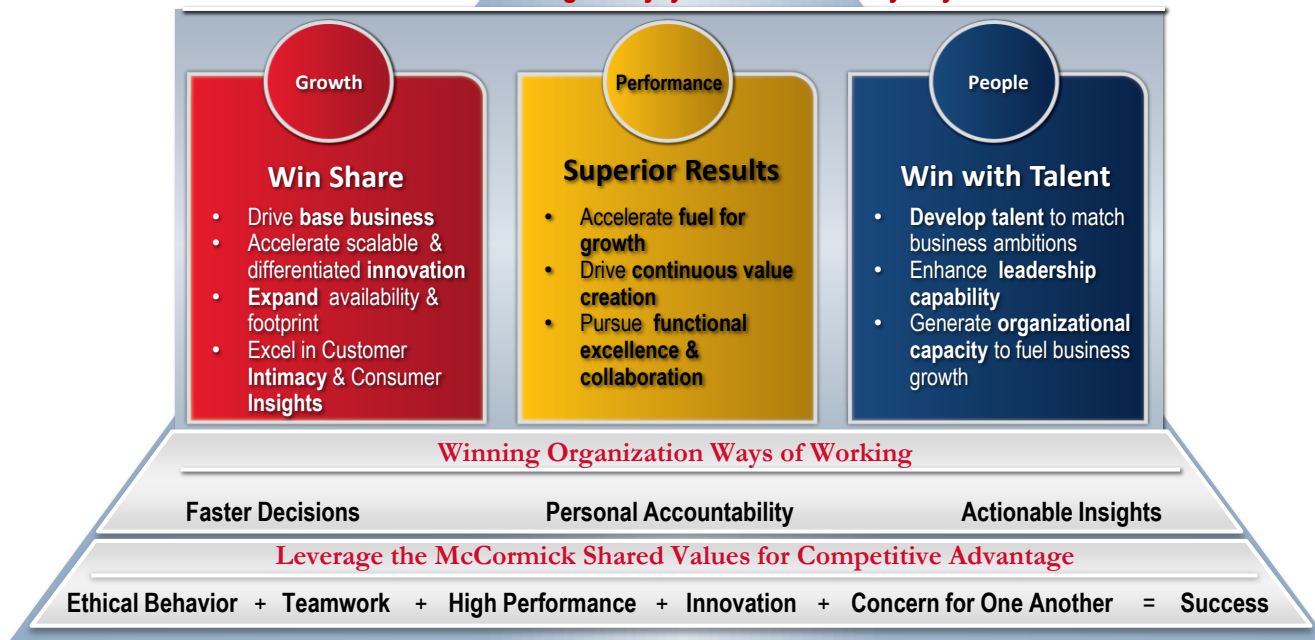 Growth
Win Share
• Drive base business
• Accelerate scalable & 
differentiated innovation
• Expand availability &
footprint
• Excel in Customer
Intimacy & Consumer
Insights
Performance
Superior Results
• Accelerate fuel for
growth
• Drive continuous value
creation
• Pursue functional
excellence &
collaboration
People
Win with Talent
• Develop talent to match
business ambitions
• Enhance leadership
capability
• Generate organizational
capacity to fuel business
growth
Winning Organization Ways of Working
Faster Decisions Personal Accountability Actionable Insights
Leverage the McCormick Shared Values for Competitive Advantage
Ethical Behavior + Teamwork + High Performance + Innovation + Concern for One Another = Success